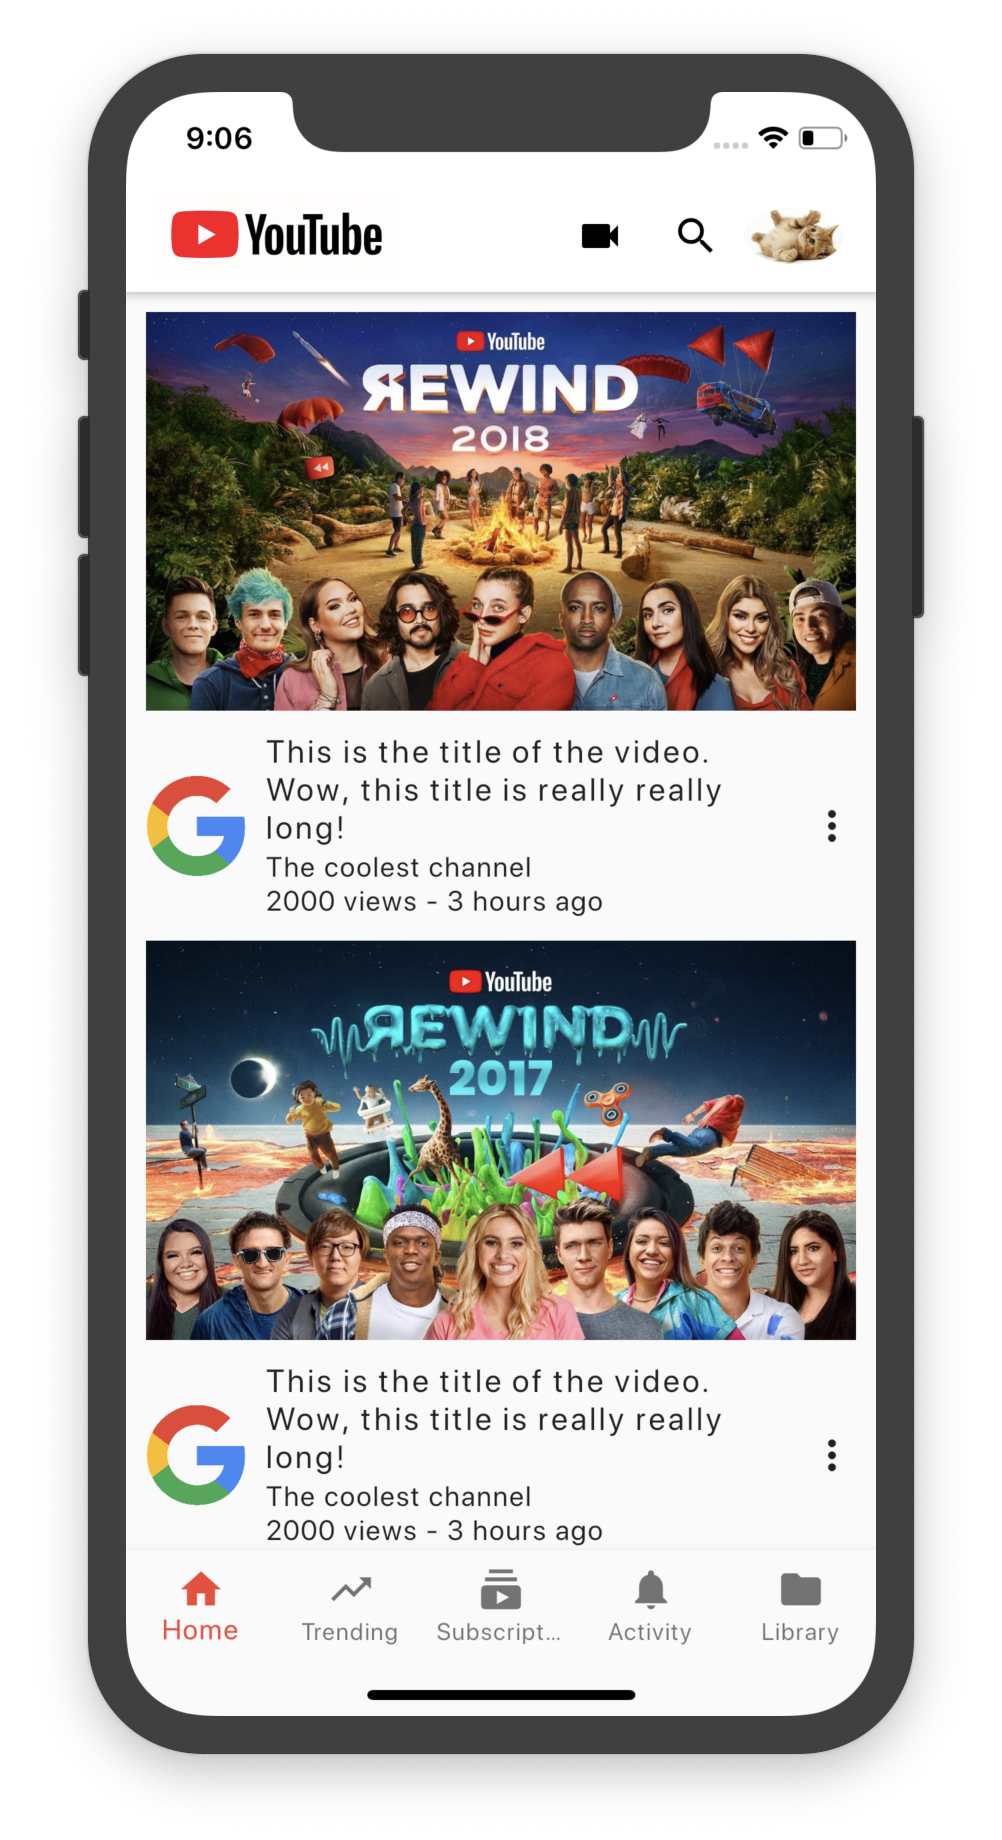 9:06
YouTube
YouTube
REWIND
2018
This is the title of the video.
Wow, this title is really really
long!
The coolest channel
2000 views - 3 hours ago
YouTube
REWIND
2017
This is the title of the video.
Wow, this title is really really
long!
The coolest channel
2000 views - 3 hours ago
Home
Trending
Subscript...
Activity
Library